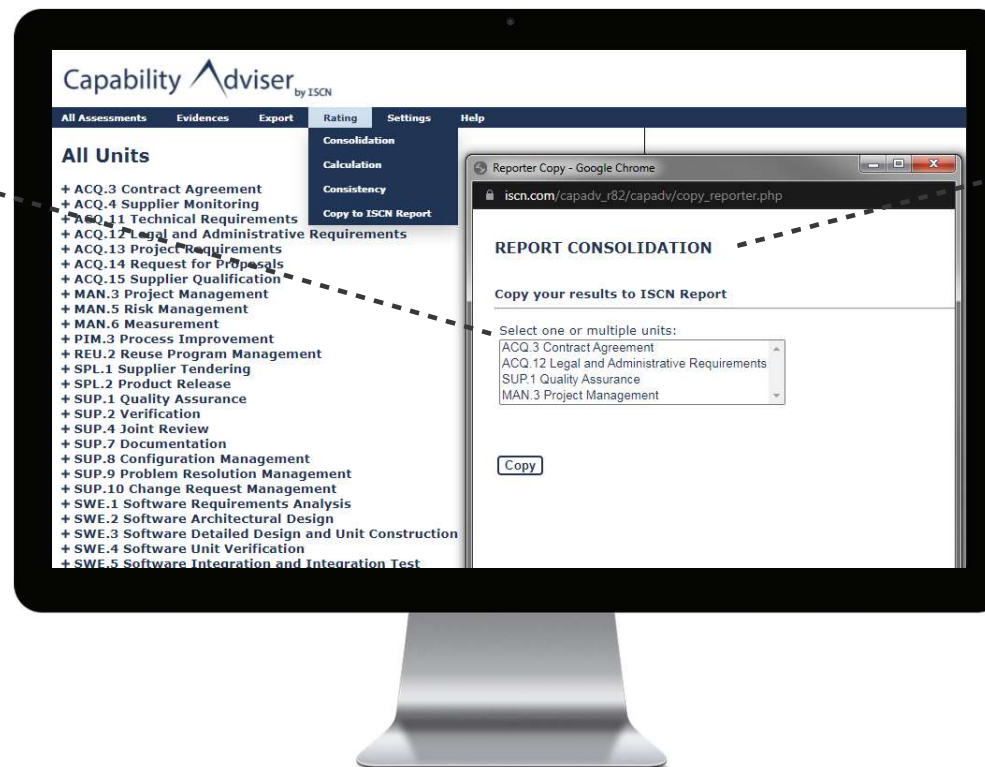 Capability Adviser by ISCN
All Assessments Evidences Export Rating Settings Help
Consolidation
Calculation
Consistency
Copy to ISCN Report
All Units
+ ACQ.3 Contract Agreement
+ ACQ.4 Supplier Monitoring
+ ACQ.11 Technical Requirements
+ ACQ.12 Legal and Administrative Requirements
+ ACQ.13 Project Requirements
+ ACQ.14 Request for Proposals
+ ACQ.15 Supplier Qualification
+ MAN.3 Project Management
+ MAN.5 Risk Management
+ MAN.6 Measurement
+ PIM.3 Process Improvement
+ REU.2 Reuse Program Management
+ SPL.1 Supplier Tendering
+ SPL.2 Product Release
+ SUP.1 Quality Assurance
+ SUP.2 Verification
+ SUP.4 Joint Review
+ SUP.7 Documentation
+ SUP.8 Configuration Management
+ SUP.9 Problem Resolution Management
+ SUP.10 Change Request Management
+ SWE.1 Software Requirements Analysis
+ SWE.2 Software Architectural Design
+ SWE.3 Software Detailed Design and Unit Construction
+ SWE.4 Software Unit Verification
+ SWE.5 Software Integration and Integration Test
Reporter Copy - Google Chrome
iscn.com/capadv_r82/capadv/copy_reporter.php
REPORT CONSOLIDATION
Copy your results to ISCN Report
Select one or multiple units:
ACQ.3 Contract Agreement
ACQ.12 Legal and Administrative Requirements
SUP.1 Quality Assurance
MAN.3 Project Management
Copy